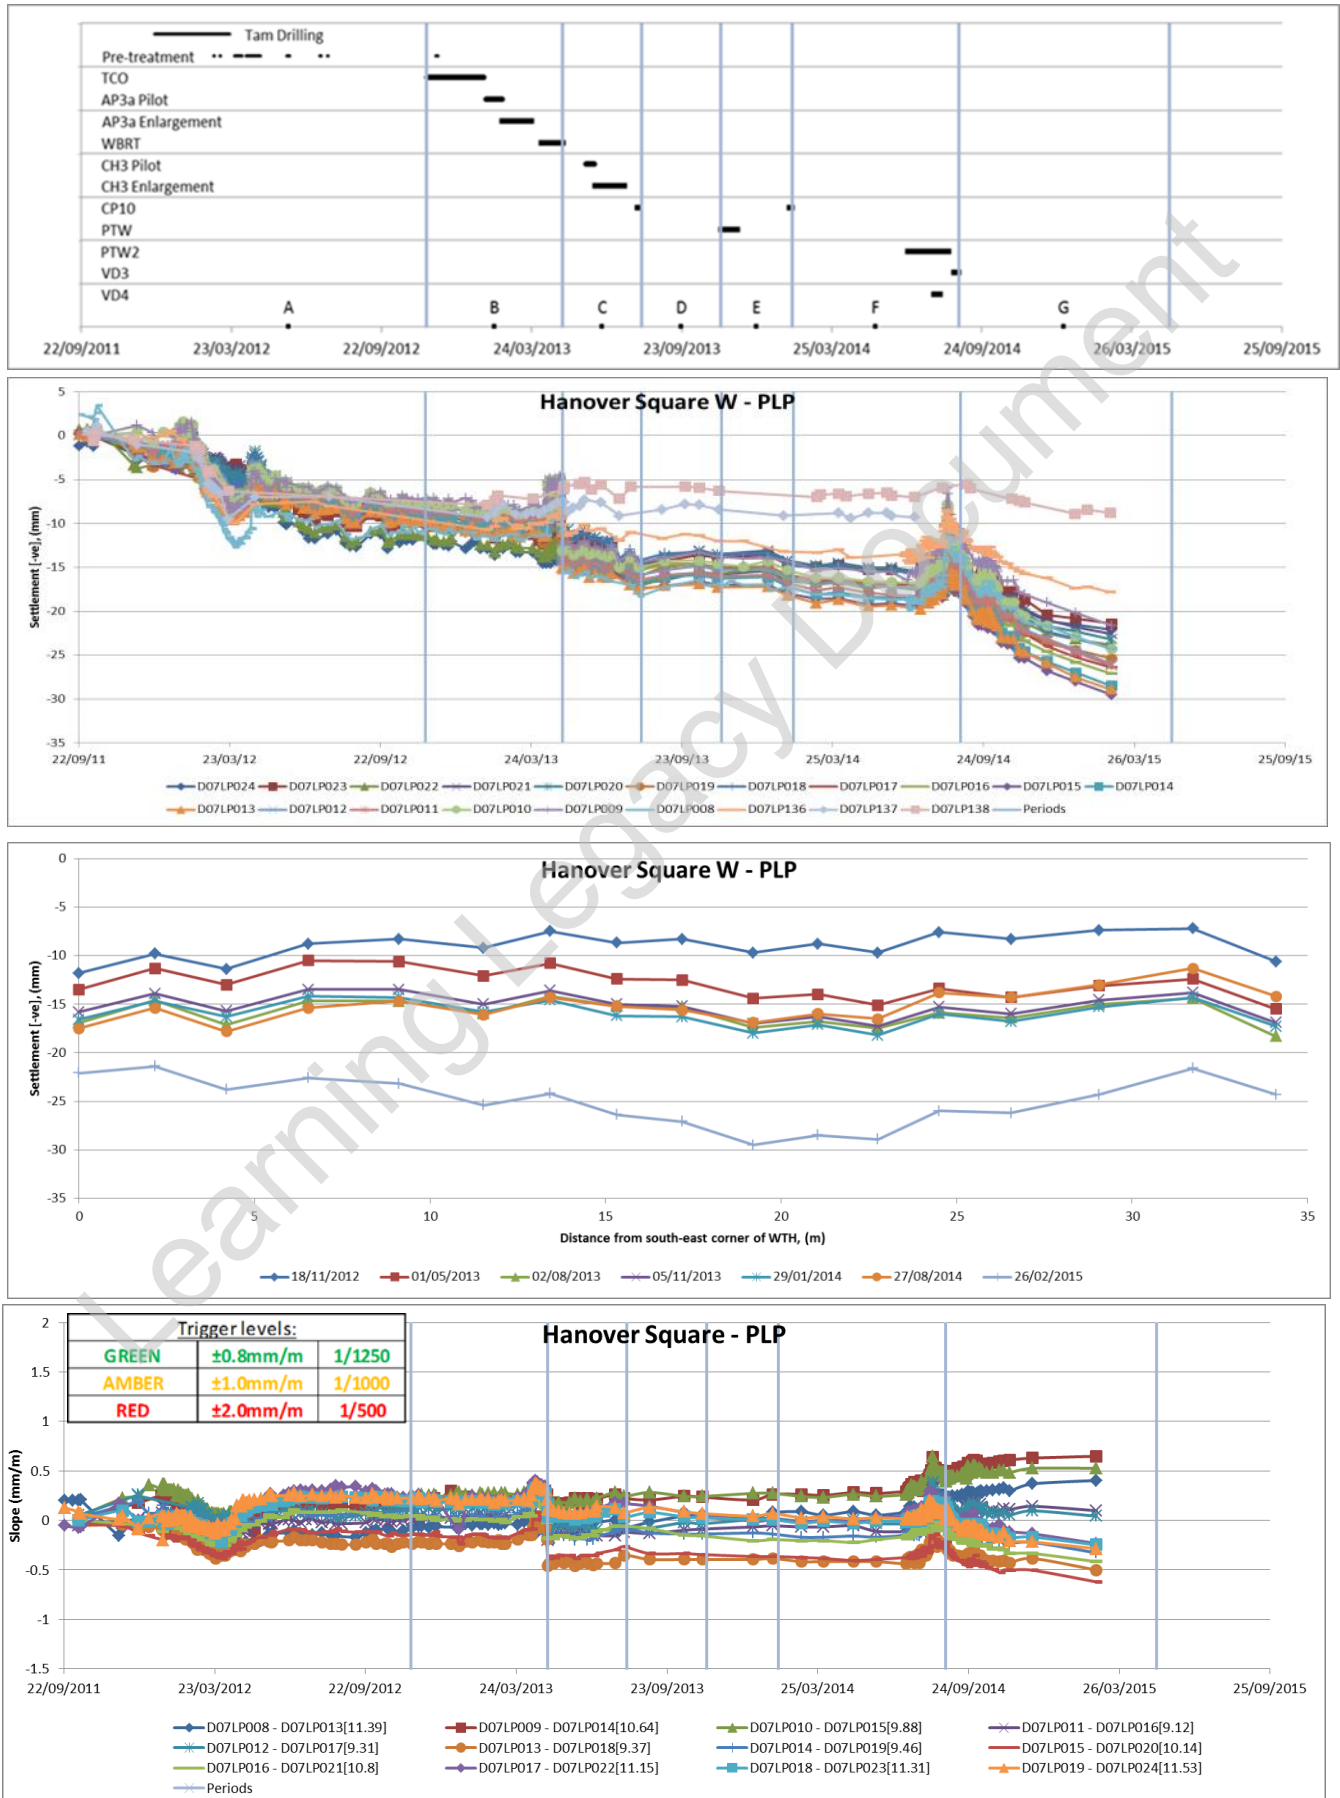 Tam Drilling
Pre-treatment
TCO
AP3a Pilot
AP3a Enlargement
WBRT
CH3 Pilot
CH3 Enlargement
CP10
PTW
PTW2
VD3
VD4
A B C D E F G
22/09/2011 23/03/2012 22/09/2012 24/03/2013 23/09/2013 25/03/2014 24/09/2014 26/03/2015 25/09/2015
Hanover Square W - PLP
Settlement [-ve], (mm)
5
0
-5
-10
-15
-20
-25
-30
-35
22/09/11 23/03/12 22/09/12 24/03/13 23/09/13 25/03/14 24/09/14 26/03/15 25/09/15
D07LP024 D07LP023 D07LP022 D07LP021 D07LP020 D07LP019 D07LP018 D07LP017 D07LP016 D07LP015 D07LP014
D07LP013 D07LP012 D07LP011 D07LP010 D07LP009 D07LP008 D07LP136 D07LP137 D07LP138 Periods
Hanover Square W - PLP
Settlement [-ve], (mm)
0
-5
-10
-15
-20
-25
-30
-35
0 5 10 15 20 25 30 35
Distance from south-east corner of WTH, (m)
18/11/2012 01/05/2013 02/08/2013 05/11/2013 29/01/2014 27/08/2014 26/02/2015
Hanover Square - PLP
Trigger levels:
GREEN ±0.8mm/m 1/1250
AMBER ±1.0mm/m 1/1000
RED ±2.0mm/m 1/500
Slope (mm/m)
2
1.5
1
0.5
0
-0.5
-1
-1.5
22/09/2011 23/03/2012 22/09/2012 24/03/2013 23/09/2013 25/03/2014 24/09/2014 26/03/2015 25/09/2015
D07LP008 - D07LP013[11.39] D07LP009 - D07LP014[10.64] D07LP010 - D07LP015[9.88] D07LP011 - D07LP016[9.12]
D07LP012 - D07LP017[9.31] D07LP013 - D07LP018[9.37] D07LP014 - D07LP019[9.46] D07LP015 - D07LP020[10.14]
D07LP016 - D07LP021[10.8] D07LP017 - D07LP022[11.15] D07LP018 - D07LP023[11.31] D07LP019 - D07LP024[11.53]
Periods
Learning Legacy Document